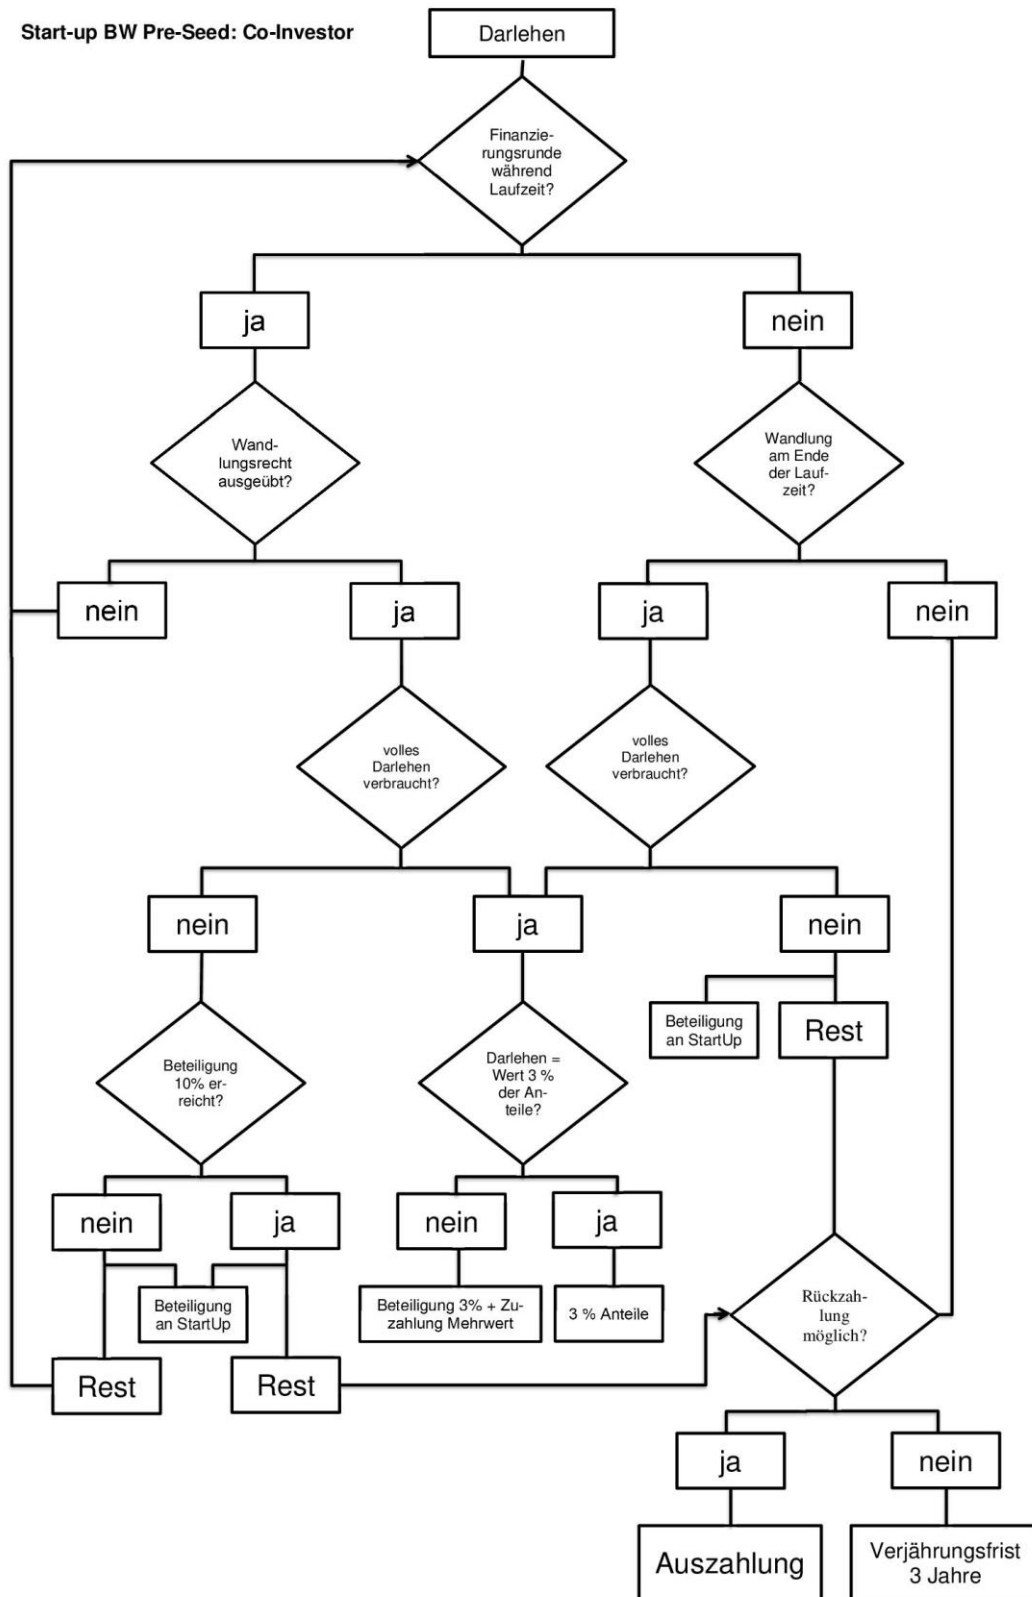 Start-up BW Pre-Seed: Co-Investor
Darlehen
Finanzie-
rungsrunde
während
Laufzeit?
ja
nein
Wand-
lungsrecht
ausgeübt?
Wandlung
am Ende
der Lauf-
zeit?
nein
ja
ja
nein
volles
Darlehen
verbraucht?
volles
Darlehen
verbraucht?
nein
ja
nein
Beteiligung
an StartUp
Rest
Beteiligung
10% er-
reicht?
Darlehen =
Wert 3 %
der An-
teile?
nein
ja
nein
ja
Beteiligung
an StartUp
Beteiligung 3% + Zu-
zahlung Mehrwert
3 % Anteile
Rückzah-
lung
möglich?
Rest
Rest
ja
nein
Auszahlung
Verjährungsfrist
3 Jahre